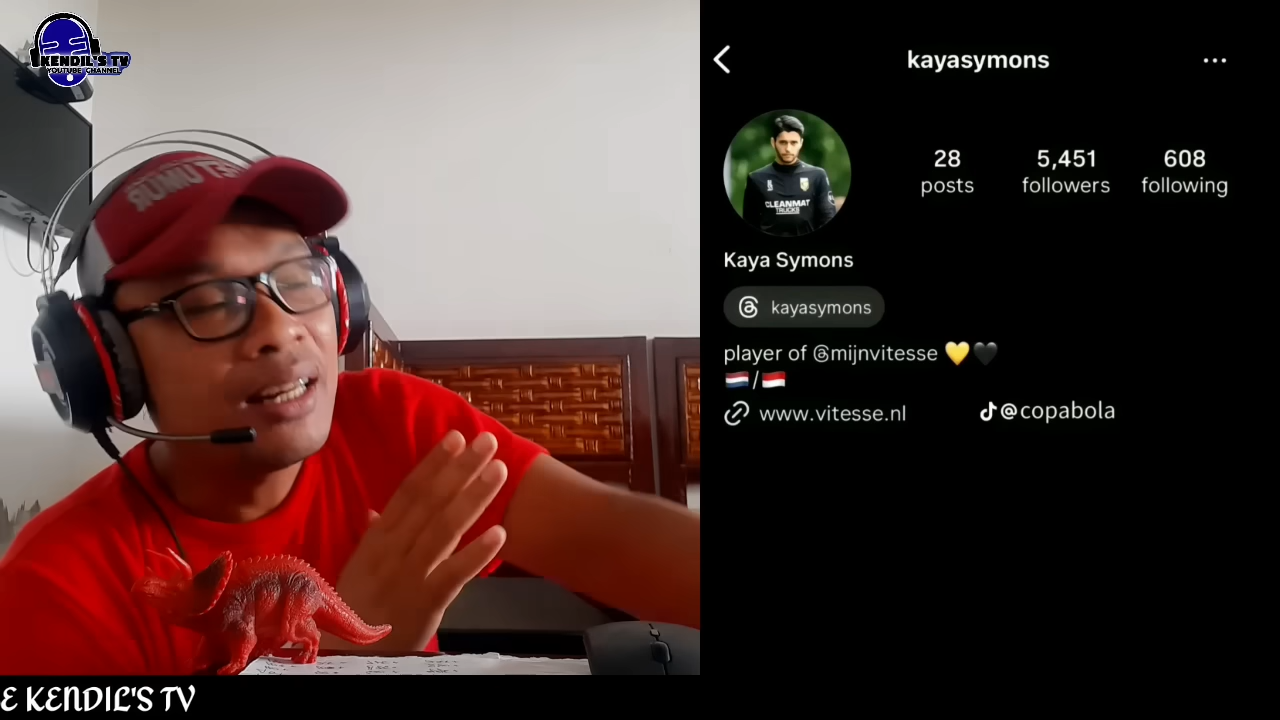 KENDIL'S TV
YOUTUBE CHANNEL
kayasymons
28
posts
5,451
followers
608
following
CLEANMAT
TRUCKS
Kaya Symons
kayasymons
player of @mijnvitesse 💛🖤
🇳🇱/🇮🇩
www.vitesse.nl
@copabola
E KENDIL'S TV